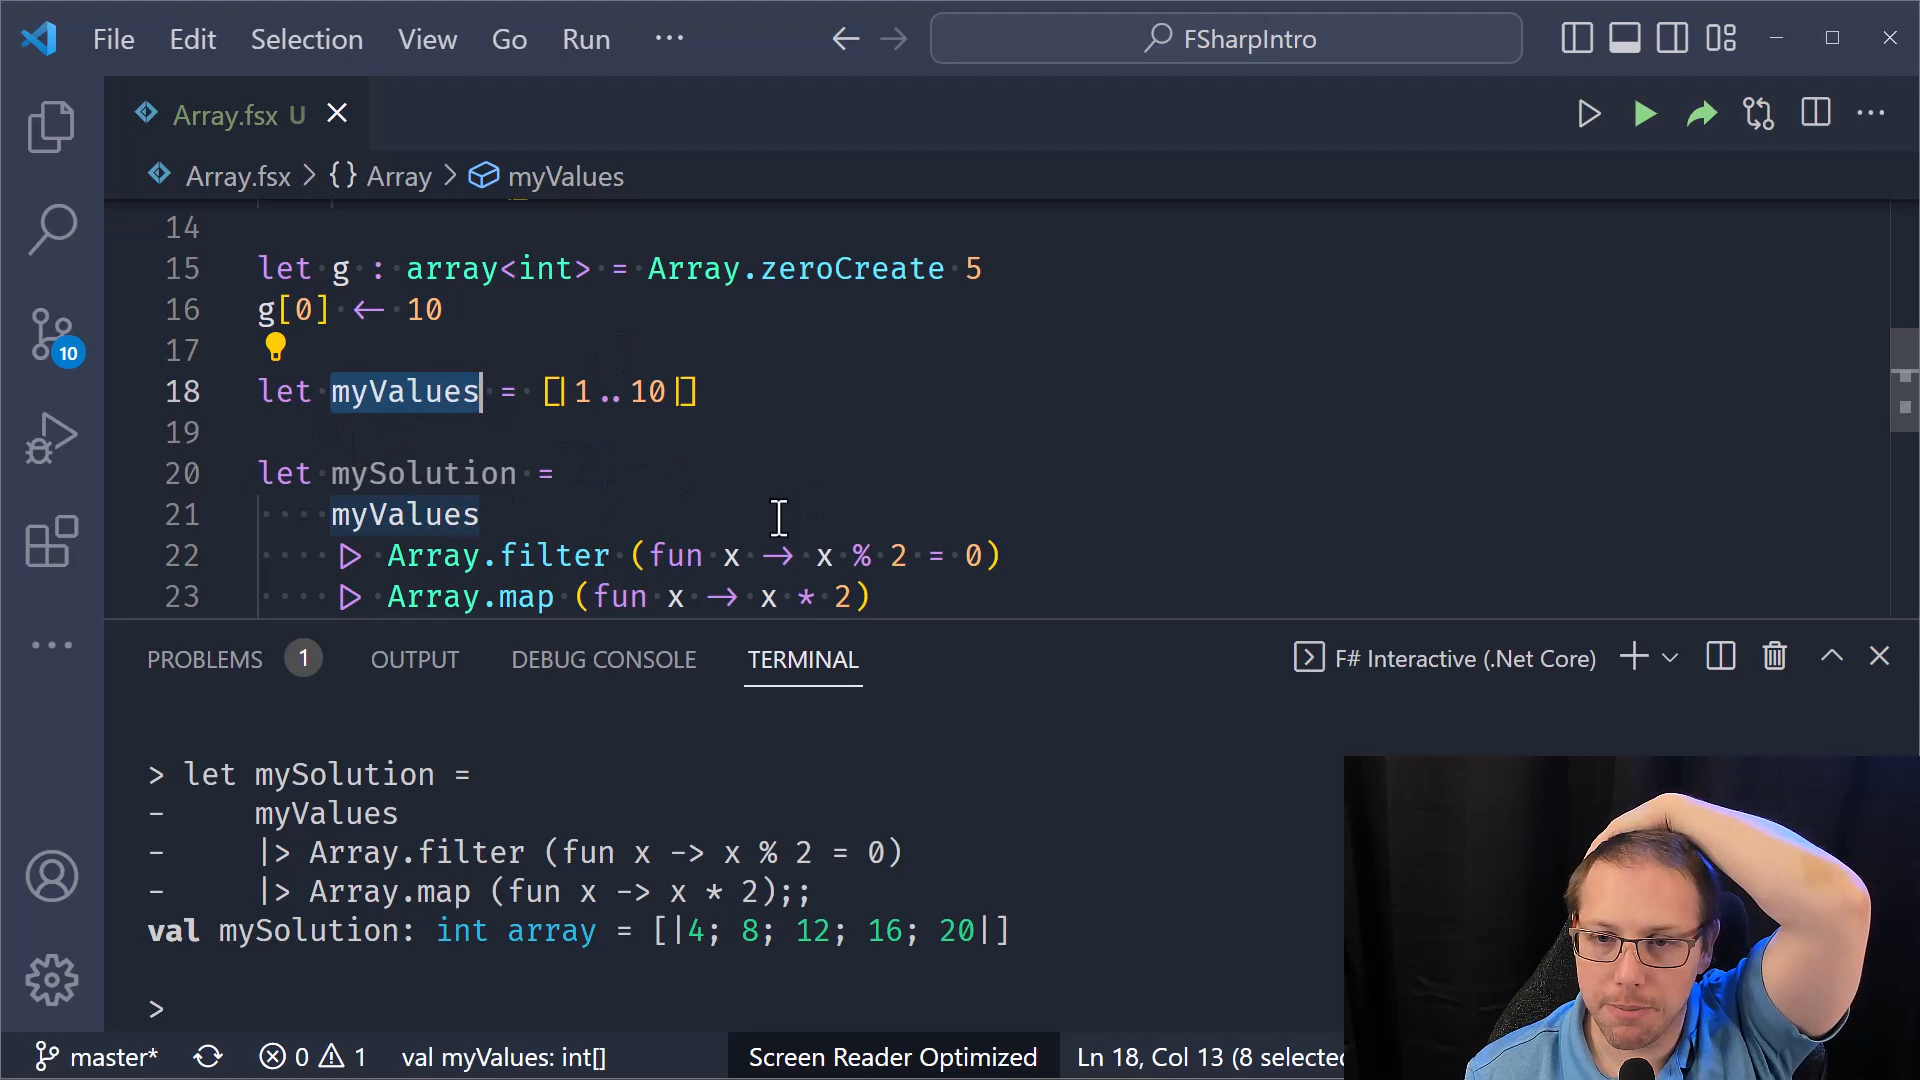 File Edit Selection View Go Run ··· FSharpIntro
Array.fsx U
Array.fsx > {} Array > myValues
14
15 let g : array<int> = Array.zeroCreate 5
16 g[0] <- 10
17
18 let myValues = [|1..10|]
19
20 let mySolution =
21 myValues
22 |> Array.filter (fun x -> x % 2 = 0)
23 |> Array.map (fun x -> x * 2)
10
PROBLEMS 1 OUTPUT DEBUG CONSOLE TERMINAL F# Interactive (.Net Core)
> let mySolution =
- myValues
- |> Array.filter (fun x -> x % 2 = 0)
- |> Array.map (fun x -> x * 2);;
val mySolution: int array = [|4; 8; 12; 16; 20|]
>
master* 0 1 val myValues: int[] Screen Reader Optimized Ln 18, Col 13 (8 selected